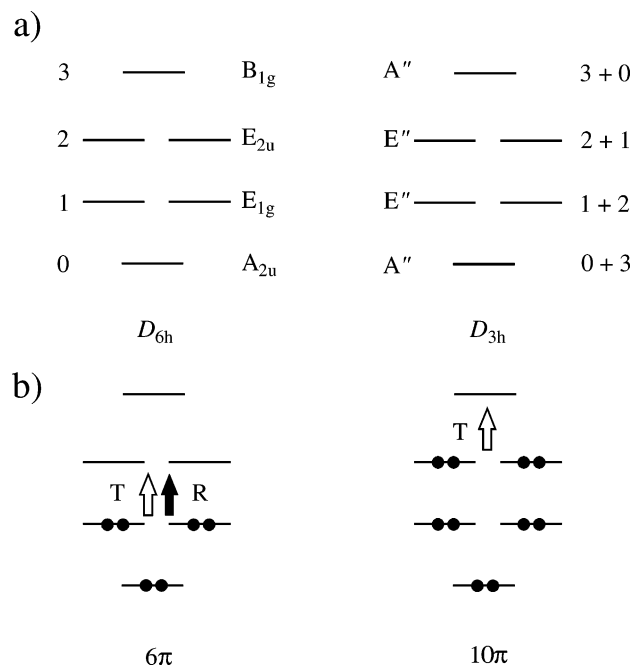 a)
3 B₁g A″ 3 + 0
2 E₂ᵤ E″ 2 + 1
1 E₁g E″ 1 + 2
0 A₂ᵤ A″ 0 + 3
D₆ₕ D₃ₕ
b)
T
T R
6π 10π